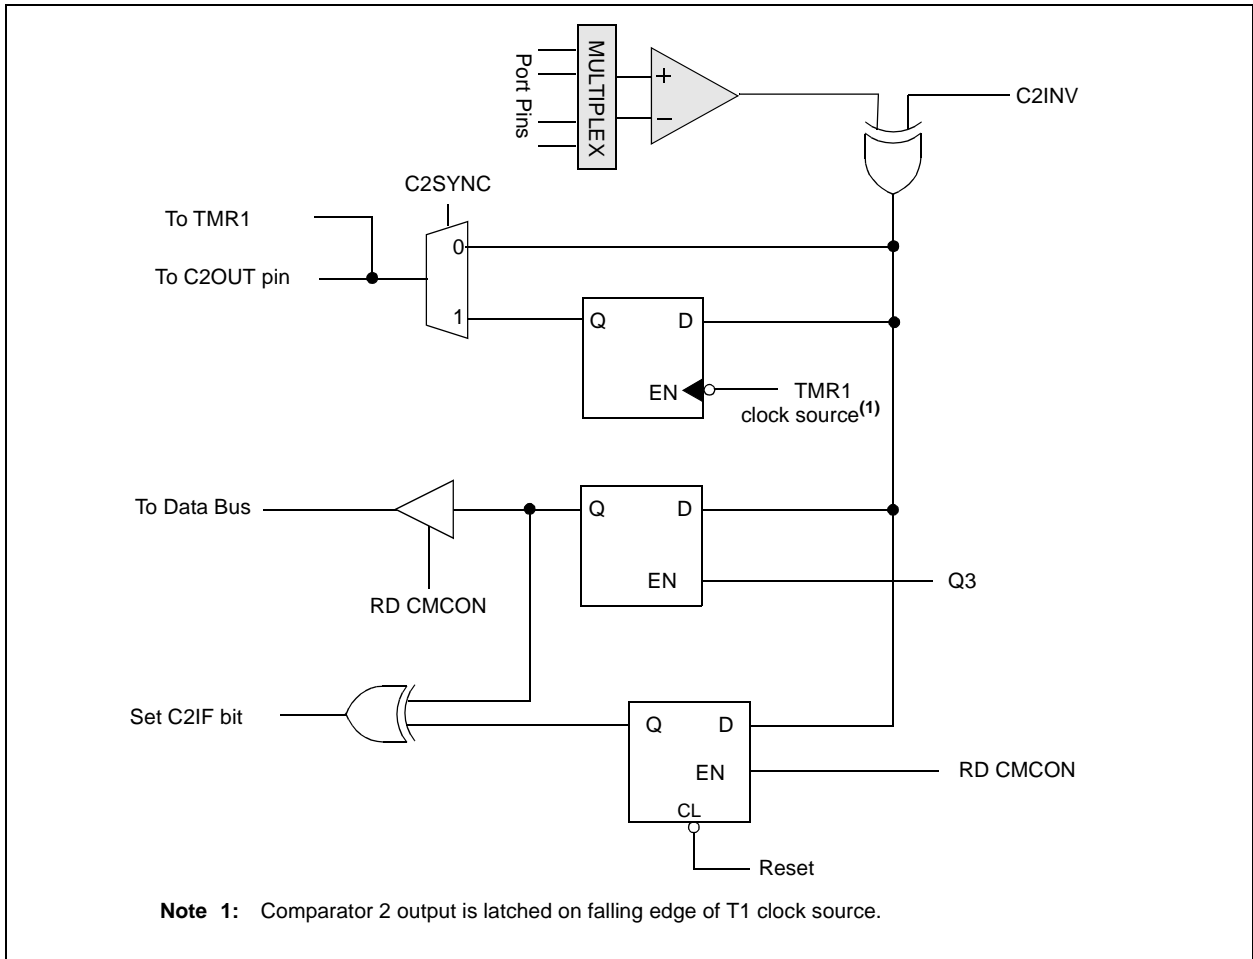 MULTIPLEX
Port Pins
+
–
C2INV
C2SYNC
To TMR1
0
To C2OUT pin
1
Q D
EN
TMR1
clock source(1)
To Data Bus
Q D
EN
Q3
RD CMCON
Set C2IF bit
Q D
EN
RD CMCON
CL
Reset
Note 1: Comparator 2 output is latched on falling edge of T1 clock source.